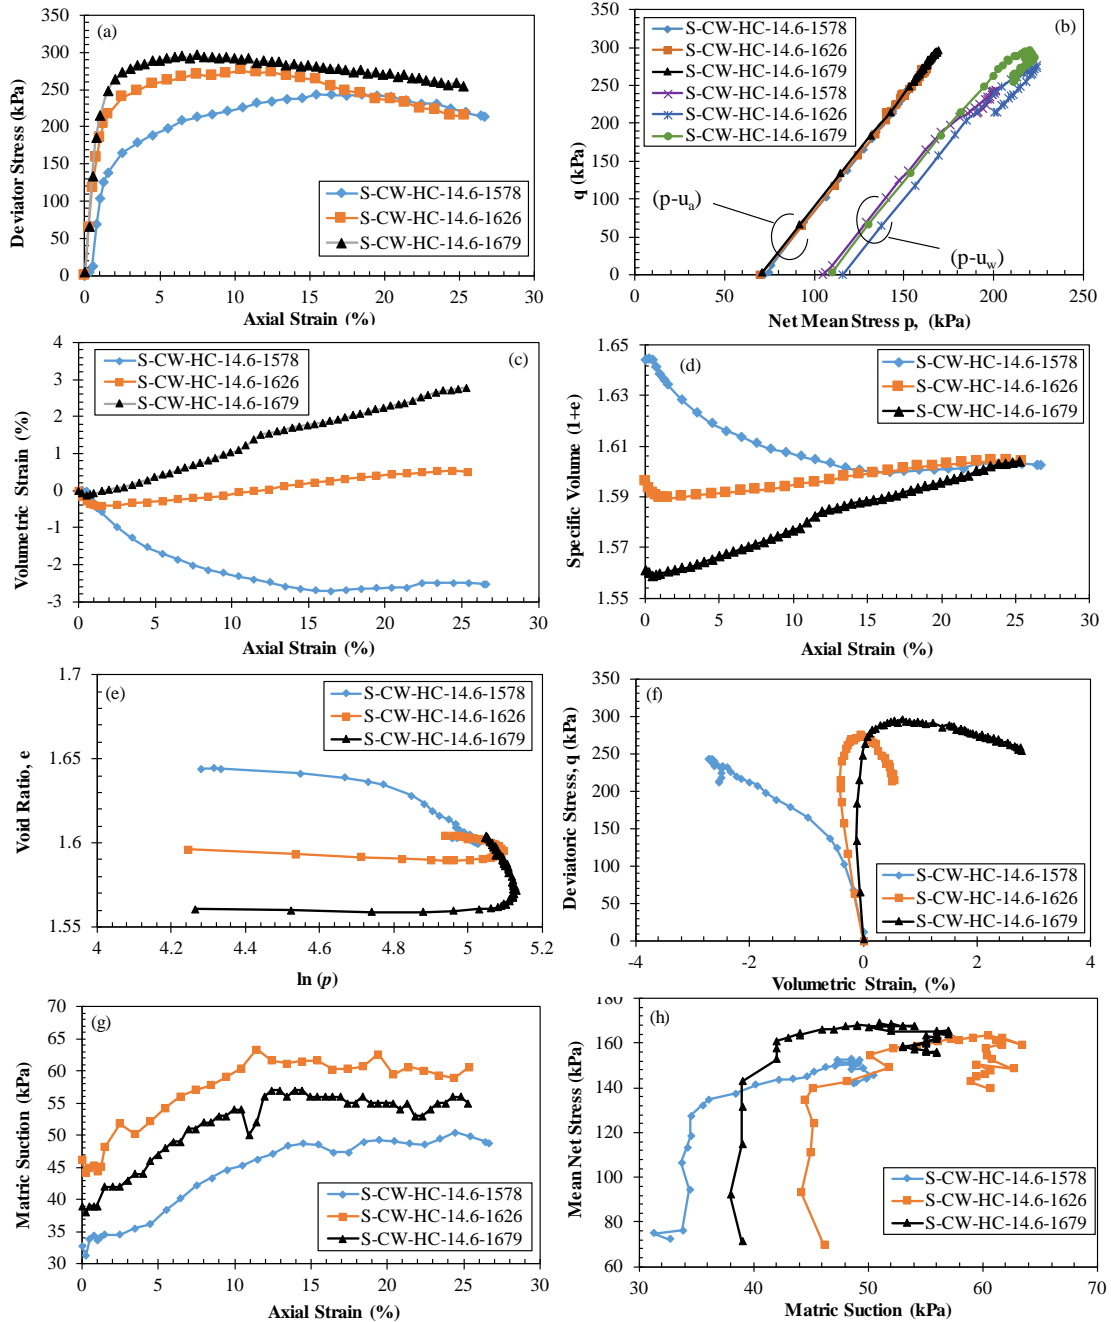 (a)
350
300
250
200
150
100
50
0
Deviator Stress (kPa)
S-CW-HC-14.6-1578
S-CW-HC-14.6-1626
S-CW-HC-14.6-1679
0 5 10 15 20 25 30
Axial Strain (%)
(b)
400
350
300
250
200
150
100
50
0
q (kPa)
S-CW-HC-14.6-1578
S-CW-HC-14.6-1626
S-CW-HC-14.6-1679
S-CW-HC-14.6-1578
S-CW-HC-14.6-1626
S-CW-HC-14.6-1679
(p-ua)
(p-uw)
0 50 100 150 200 250
Net Mean Stress p, (kPa)
(c)
4
3
2
1
0
-1
-2
-3
Volumetric Strain (%)
S-CW-HC-14.6-1578
S-CW-HC-14.6-1626
S-CW-HC-14.6-1679
0 5 10 15 20 25 30
Axial Strain (%)
(d)
1.65
1.63
1.61
1.59
1.57
1.55
Specific Volume (1+e)
S-CW-HC-14.6-1578
S-CW-HC-14.6-1626
S-CW-HC-14.6-1679
0 5 10 15 20 25 30
Axial Strain (%)
(e)
1.7
1.65
1.6
1.55
Void Ratio, e
S-CW-HC-14.6-1578
S-CW-HC-14.6-1626
S-CW-HC-14.6-1679
4 4.2 4.4 4.6 4.8 5 5.2
ln (p)
(f)
350
300
250
200
150
100
50
0
Deviatoric Stress, q (kPa)
S-CW-HC-14.6-1578
S-CW-HC-14.6-1626
S-CW-HC-14.6-1679
-4 -2 0 2 4
Volumetric Strain, (%)
(g)
70
65
60
55
50
45
40
35
30
Matric Suction (kPa)
S-CW-HC-14.6-1578
S-CW-HC-14.6-1626
S-CW-HC-14.6-1679
0 5 10 15 20 25 30
Axial Strain (%)
(h)
180
160
140
120
100
80
60
Mean Net Stress (kPa)
S-CW-HC-14.6-1578
S-CW-HC-14.6-1626
S-CW-HC-14.6-1679
30 40 50 60 70
Matric Suction (kPa)